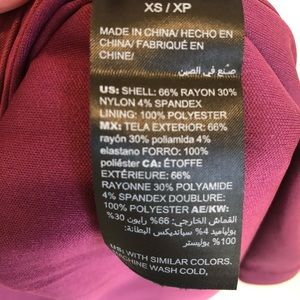 XS / XP
MADE IN CHINA/ HECHO EN
CHINA/ FABRIQUÉ EN
CHINE/
صنع في الصين
US: SHELL: 66% RAYON 30%
NYLON 4% SPANDEX
LINING: 100% POLYESTER
MX: TELA EXTERIOR: 66%
rayón 30% poliamida 4%
elastano FORRO: 100%
poliéster CA: ÉTOFFE
EXTÉRIEURE: 66%
RAYONNE 30% POLYAMIDE
4% SPANDEX DOUBLURE:
100% POLYESTER AE/KW:
القماش الخارجي: 66% رايون 30%
بولياميد 4% سباندیکس البطانة:
100% بوليستر
WITH SIMILAR COLORS.
MACHINE WASH COLD,